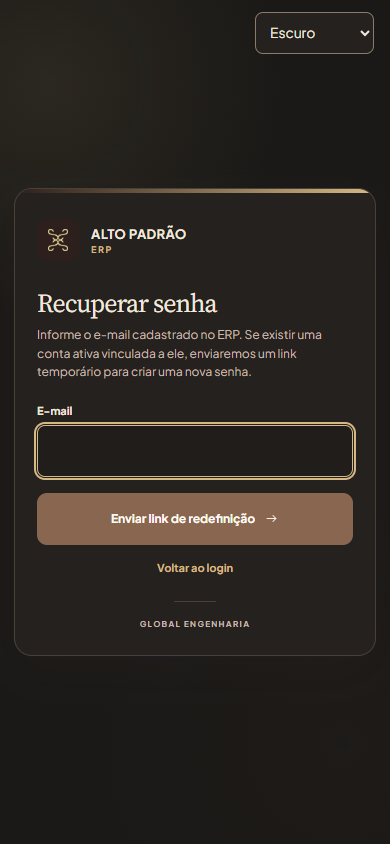 Escuro
ALTO PADRÃO
ERP
Recuperar senha
Informe o e-mail cadastrado no ERP. Se existir uma
conta ativa vinculada a ele, enviaremos um link
temporário para criar uma nova senha.
E-mail
Enviar link de redefinição →
Voltar ao login
GLOBAL ENGENHARIA